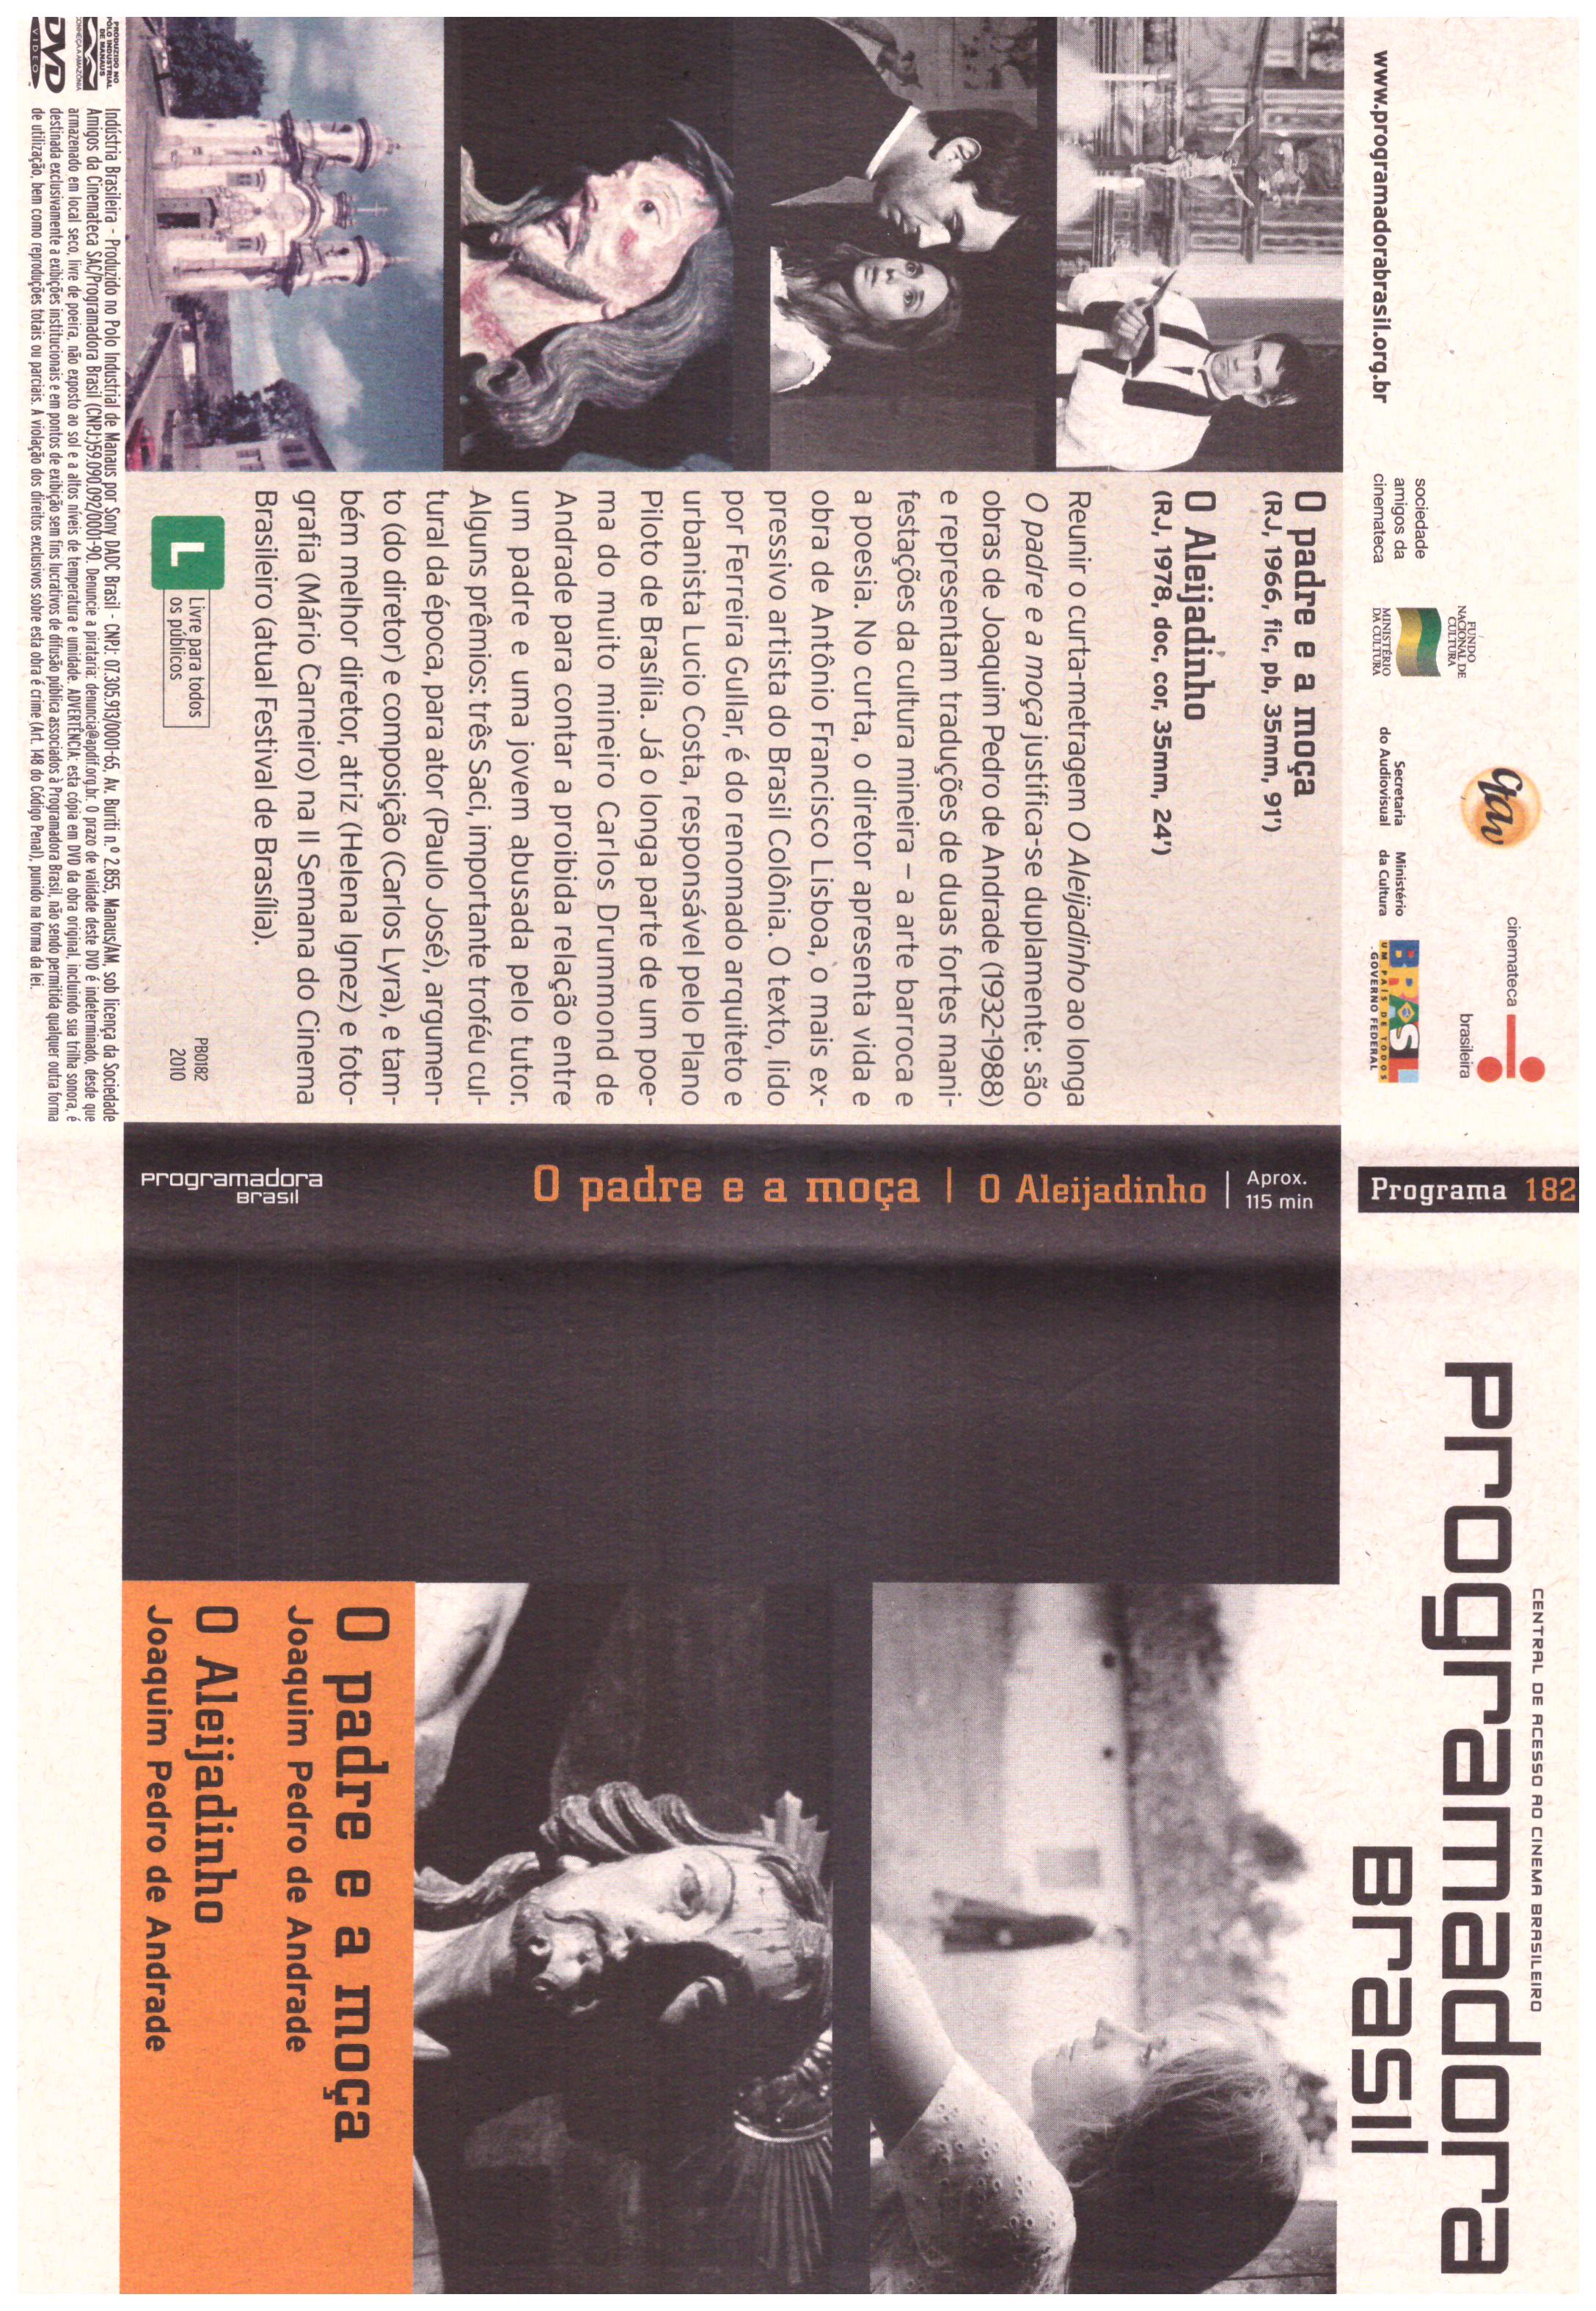 www.programadorabrasil.org.br
sociedade
amigos da
cinemateca
FUNDO
NACIONAL DE
CULTURA
MINISTÉRIO
DA CULTURA
qav
Secretaria
do Audiovisual
Ministério
da Cultura
cinemateca
brasileira
BRASIL
UM PAÍS DE TODOS
GOVERNO FEDERAL
O padre e a moça
(RJ, 1966, fic, pb, 35mm, 91’)
O Aleijadinho
(RJ, 1978, doc, cor, 35mm, 24’)
Reunir o curta-metragem O Aleijadinho ao longa
O padre e a moça justifica-se duplamente: são
obras de Joaquim Pedro de Andrade (1932-1988)
e representam traduções de duas fortes mani-
festações da cultura mineira – a arte barroca e
a poesia. No curta, o diretor apresenta vida e
obra de Antônio Francisco Lisboa, o mais ex-
pressivo artista do Brasil Colônia. O texto, lido
por Ferreira Gullar, é do renomado arquiteto e
urbanista Lucio Costa, responsável pelo Plano
Piloto de Brasília. Já o longa parte de um poe-
ma do muito mineiro Carlos Drummond de
Andrade para contar a proibida relação entre
um padre e uma jovem abusada pelo tutor.
Alguns prêmios: três Saci, importante troféu cul-
tural da época, para ator (Paulo José), argumen-
to (do diretor) e composição (Carlos Lyra), e tam-
bém melhor diretor, atriz (Helena Ignez) e foto-
grafia (Mário Carneiro) na II Semana do Cinema
Brasileiro (atual Festival de Brasília).
L
Livre para todos
os públicos
PB0182
2010
PRODUZIDO NO
PÓLO INDUSTRIAL
DE MANAUS
CONHEÇA A AMAZÔNIA
DVD
VIDEO
Indústria Brasileira - Produzido no Polo Industrial de Manaus por Sony DADC Brasil - CNPJ: 07.305.913/0001-65, Av. Buriti n.º 2.855, Manaus/AM, sob licença da Sociedade
Amigos da Cinemateca SAC/Programadora Brasil (CNPJ:)59.090.092/0001-90. Denuncie a pirataria: denuncia@apdif.org.br. O prazo de validade deste DVD é indeterminado, desde que
armazenado em local seco, livre de poeira, não exposto ao sol e a altos níveis de temperatura e umidade. ADVERTÊNCIA: esta cópia em DVD da obra original, incluindo sua trilha sonora, é
destinada exclusivamente a exibições institucionais e em pontos de exibição sem fins lucrativos de difusão pública associados à Programadora Brasil, não sendo permitida qualquer outra forma
de utilização, bem como reproduções totais ou parciais. A violação dos direitos exclusivos sobre esta obra é crime (Art. 148 do Código Penal), punido na forma da lei.
Programa 182
O padre e a moça | O Aleijadinho | Aprox.
115 min
programadora
Brasil
CENTRAL DE ACESSO AO CINEMA BRASILEIRO
programadora
Brasil
O padre e a moça
Joaquim Pedro de Andrade
O Aleijadinho
Joaquim Pedro de Andrade